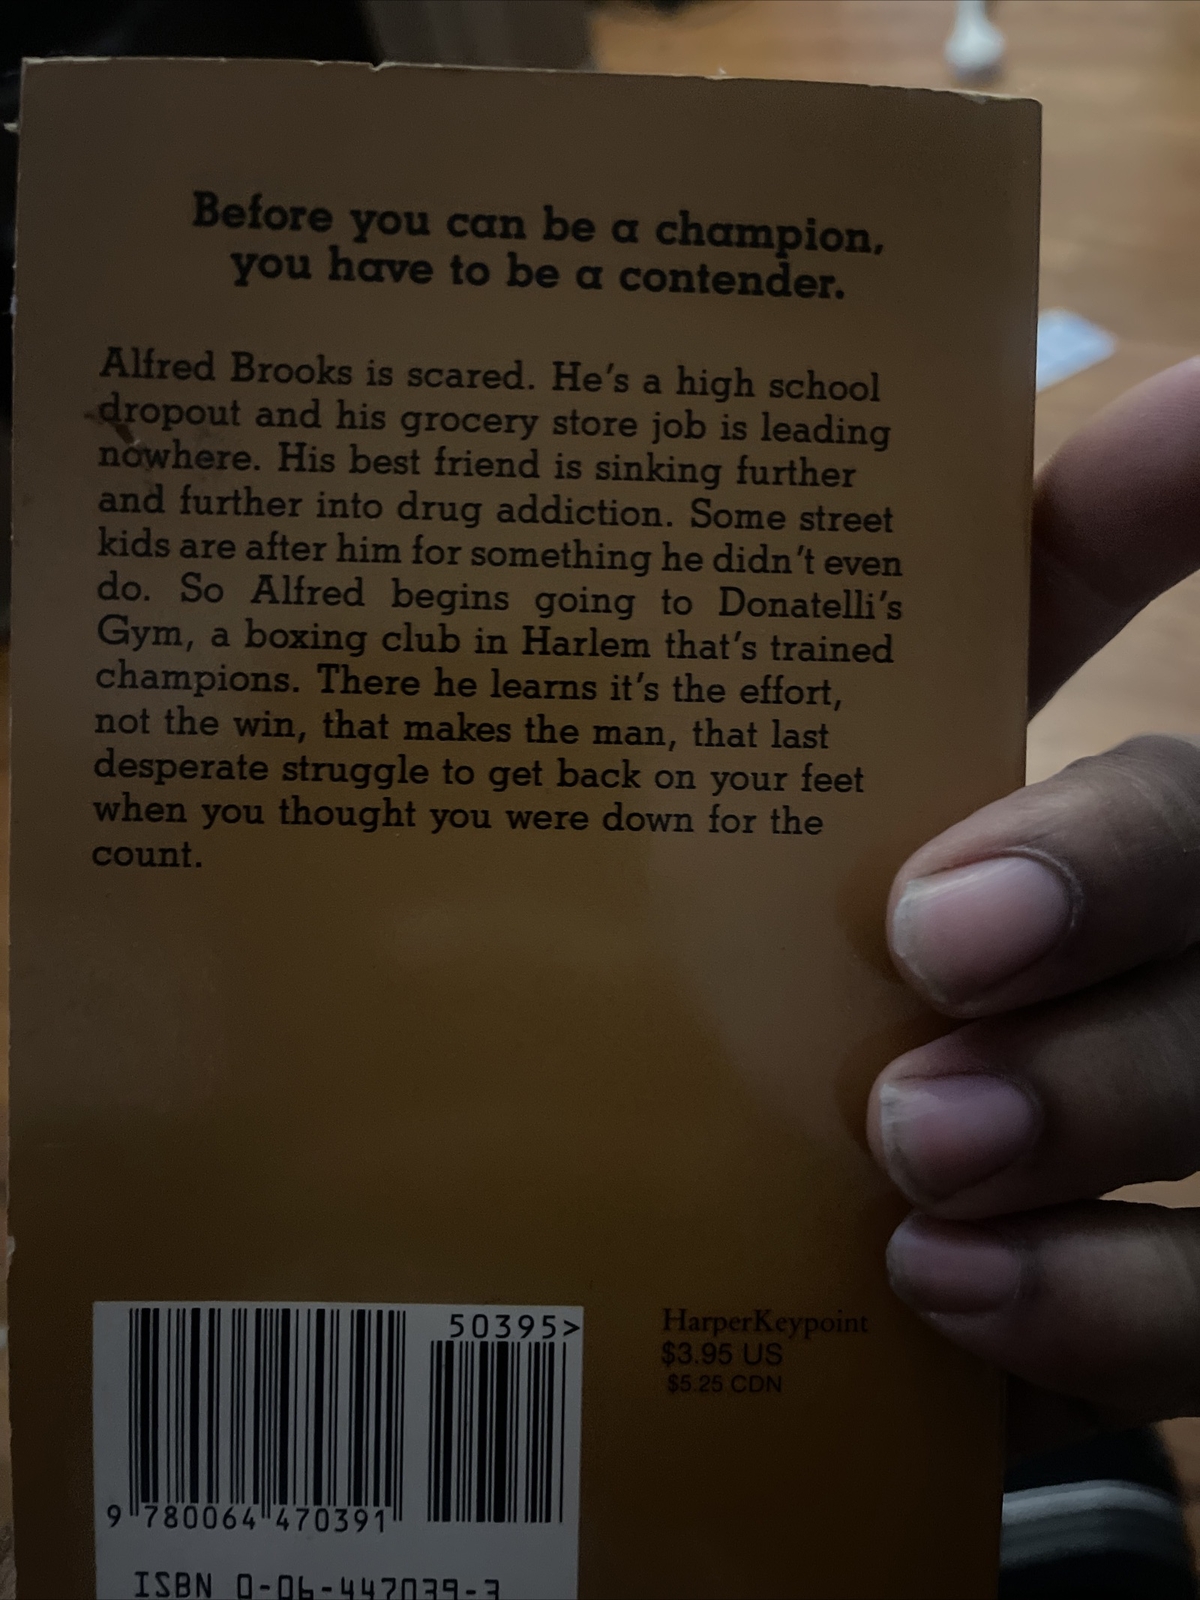 Before you can be a champion,
you have to be a contender.
Alfred Brooks is scared. He's a high school
dropout and his grocery store job is leading
nowhere. His best friend is sinking further
and further into drug addiction. Some street
kids are after him for something he didn't even
do. So Alfred begins going to Donatelli's
Gym, a boxing club in Harlem that's trained
champions. There he learns it's the effort,
not the win, that makes the man, that last
desperate struggle to get back on your feet
when you thought you were down for the
count.
50395>
HarperKeypoint
$3.95 US
$5.25 CDN
9 780064 470391
ISBN 0-06-447039-3